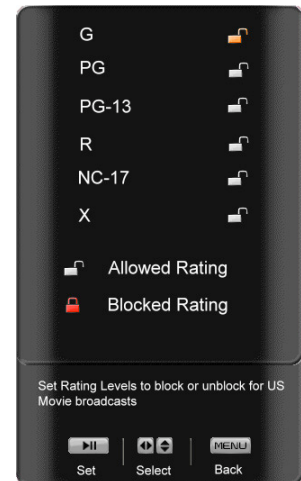 G
PG
PG-13
R
NC-17
X
Allowed Rating
Blocked Rating
Set Rating Levels to block or unblock for US
Movie broadcasts
MENU
Set Select Back